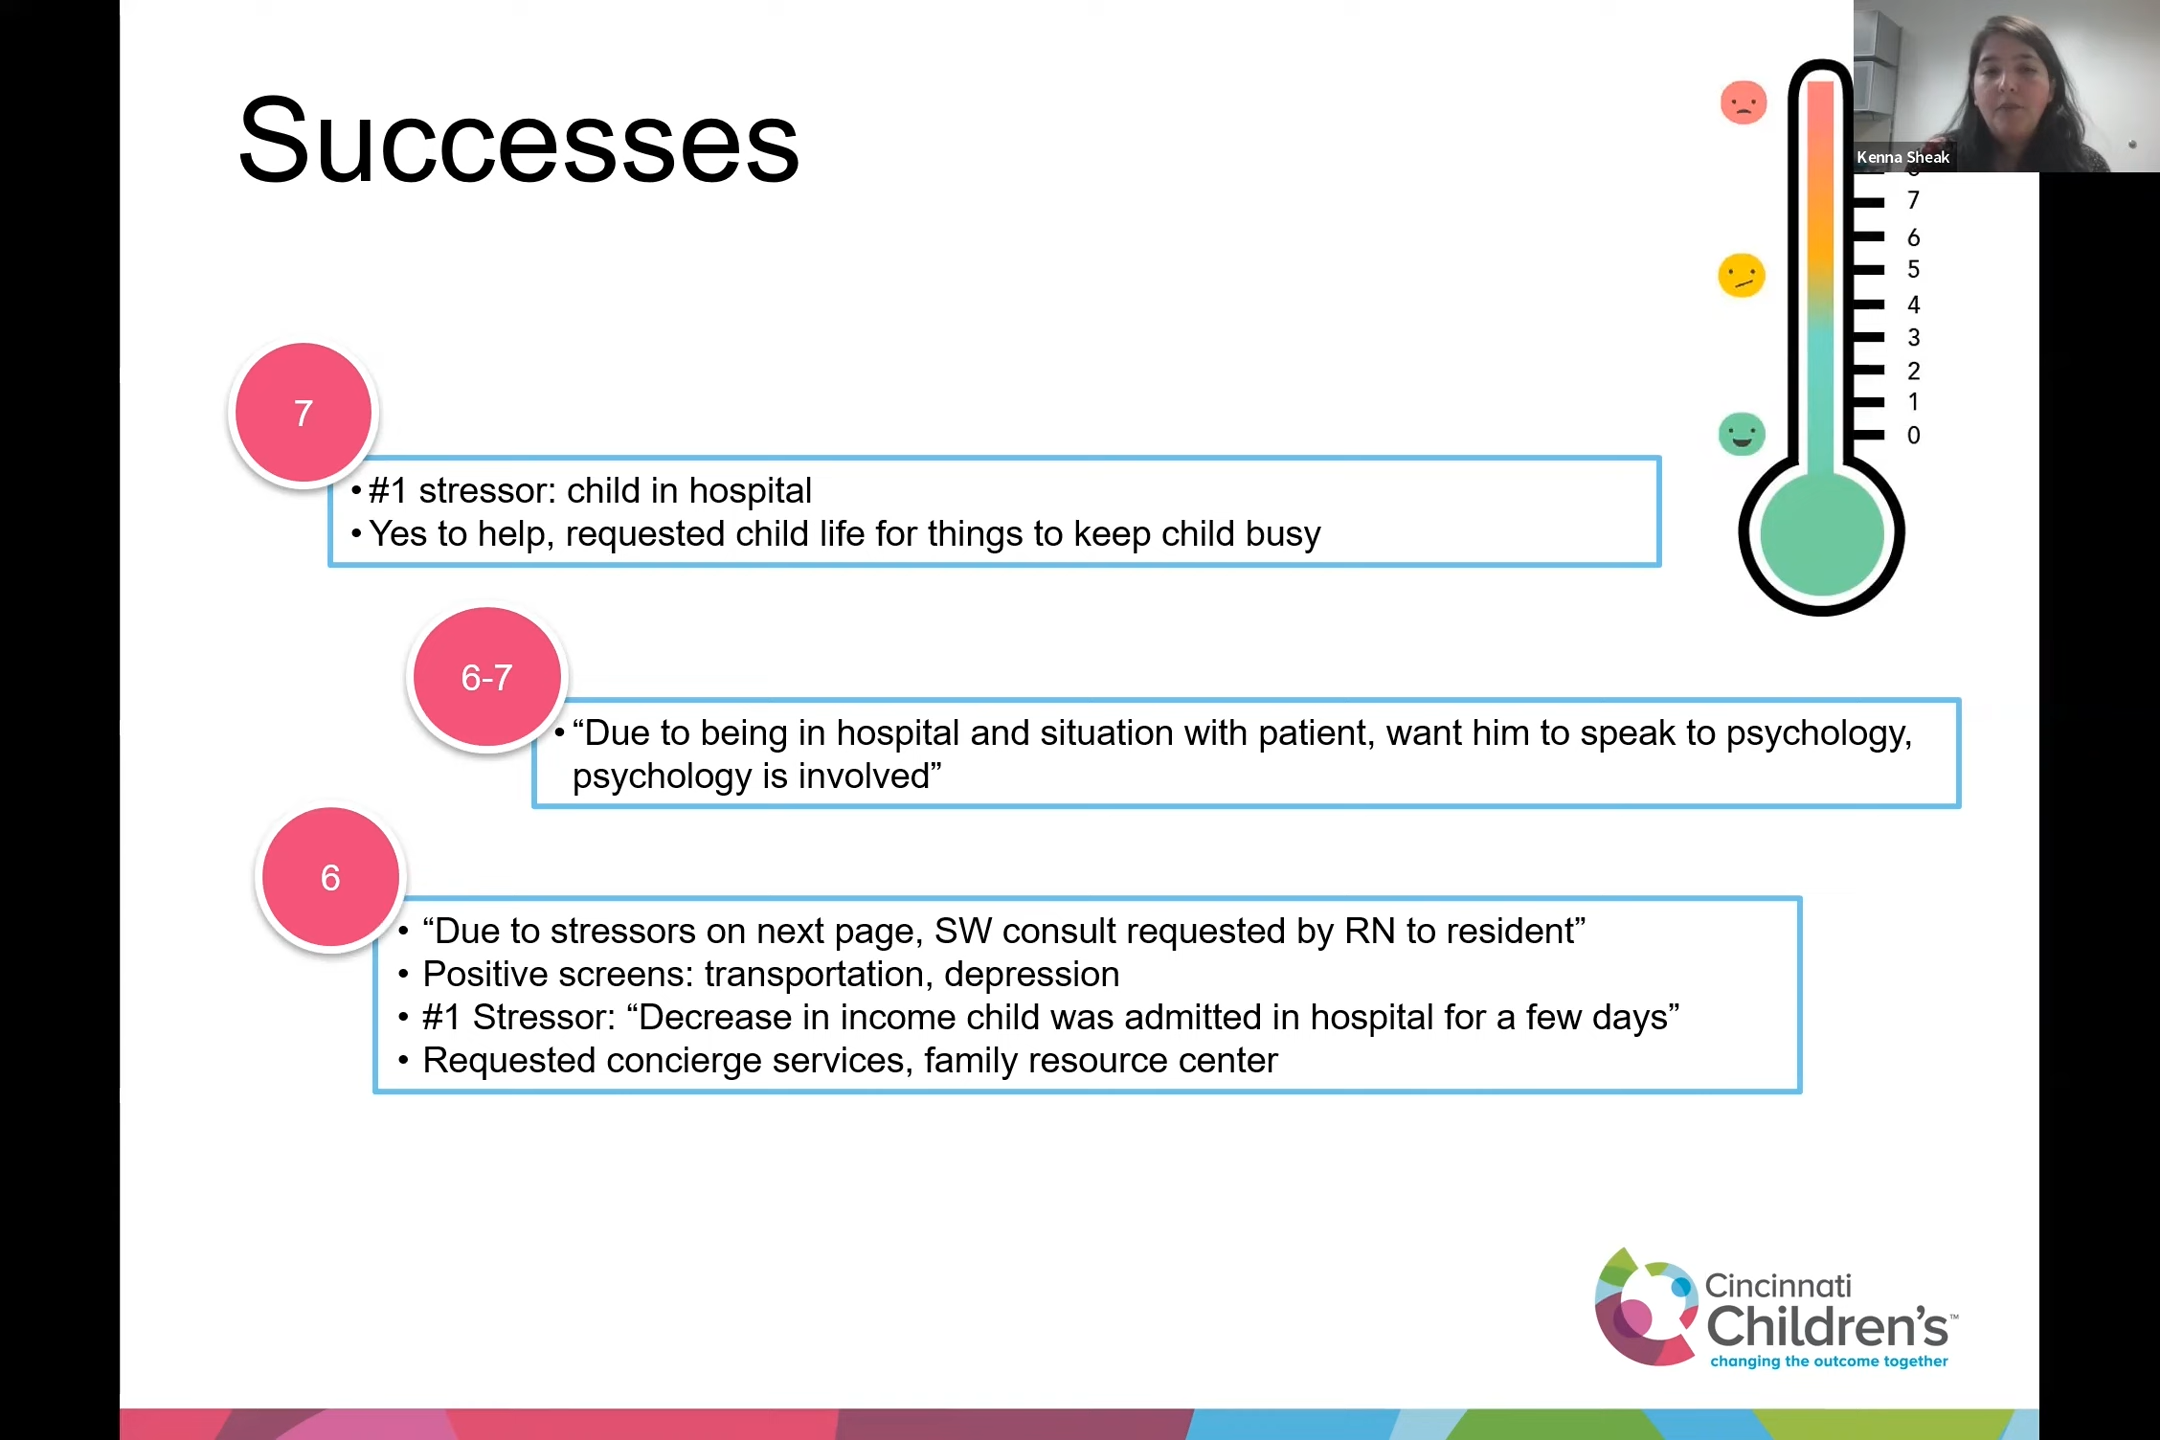 Successes
Kenna Sheak
7
6
5
4
3
2
1
0
7
•#1 stressor: child in hospital
•Yes to help, requested child life for things to keep child busy
6-7
•“Due to being in hospital and situation with patient, want him to speak to psychology,
psychology is involved”
6
• “Due to stressors on next page, SW consult requested by RN to resident”
• Positive screens: transportation, depression
• #1 Stressor: “Decrease in income child was admitted in hospital for a few days”
• Requested concierge services, family resource center
Cincinnati
Children’s™
changing the outcome together